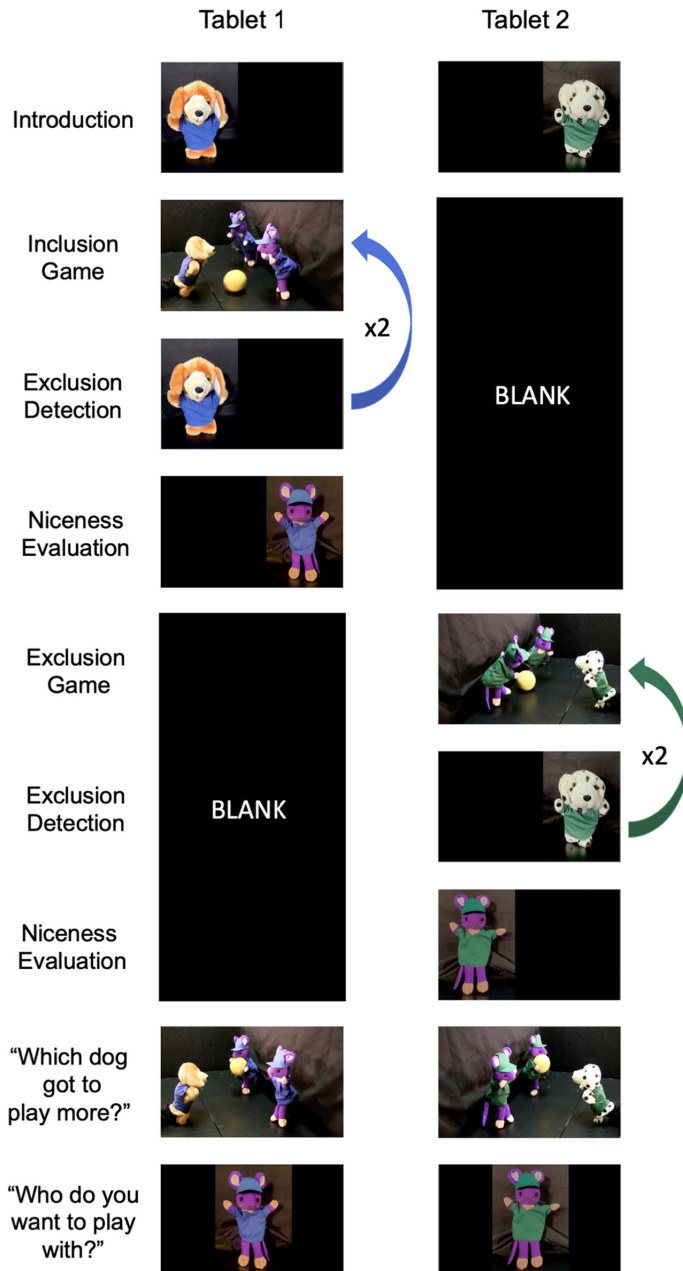 Tablet 1
Tablet 2
Introduction
Inclusion
Game
x2
Exclusion
Detection
BLANK
Niceness
Evaluation
Exclusion
Game
x2
Exclusion
Detection
BLANK
Niceness
Evaluation
“Which dog
got to
play more?”
“Who do you
want to play
with?”